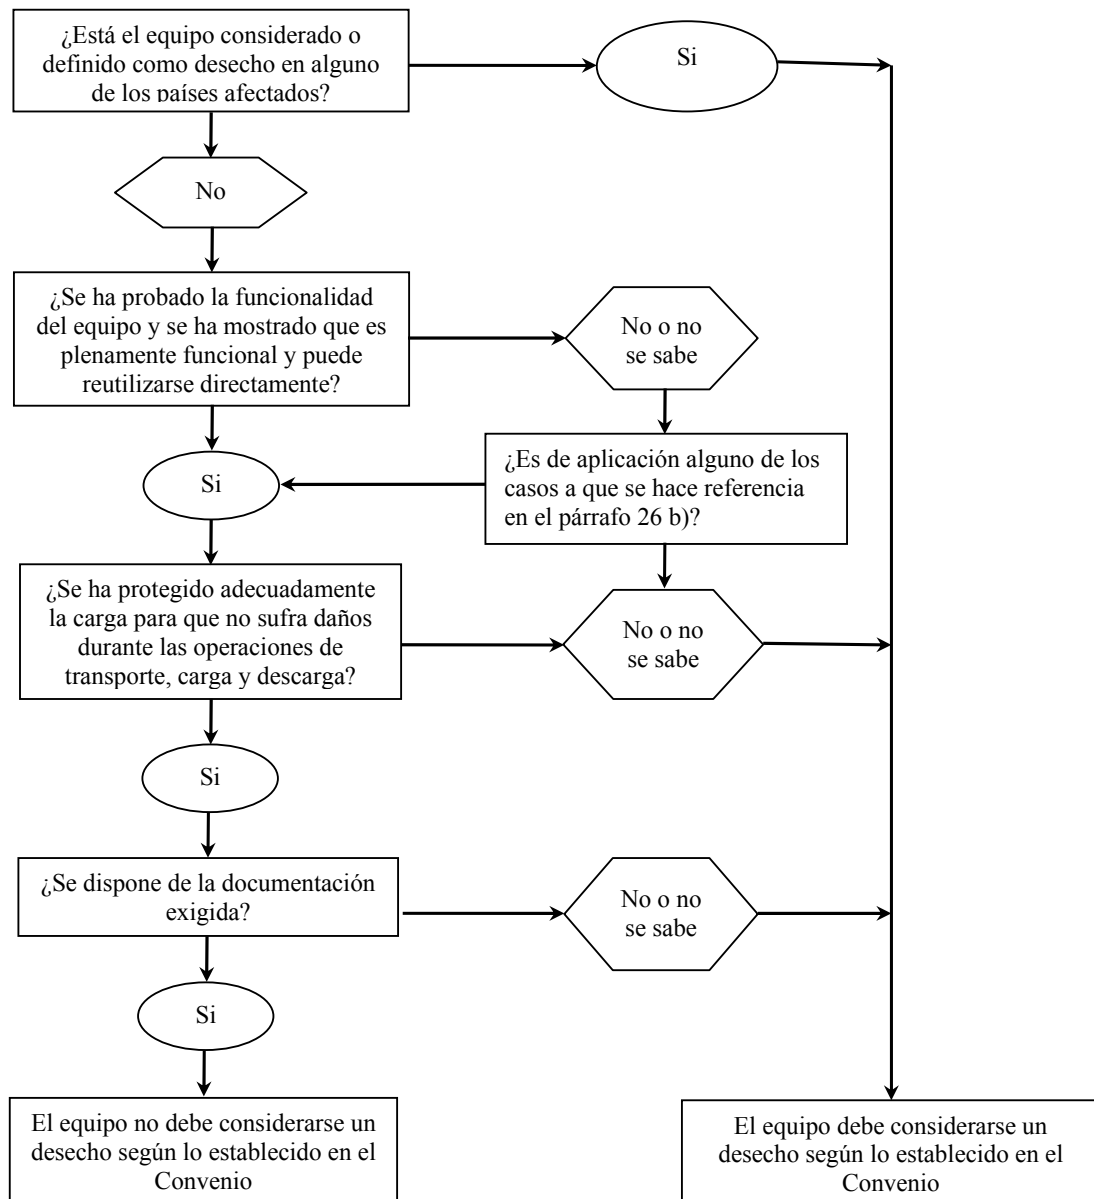 ¿Está el equipo considerado o
definido como desecho en alguno
de los países afectados?
Si
No
¿Se ha probado la funcionalidad
del equipo y se ha mostrado que es
plenamente funcional y puede
reutilizarse directamente?
No o no
se sabe
¿Es de aplicación alguno de los
casos a que se hace referencia
en el párrafo 26 b)?
Si
¿Se ha protegido adecuadamente
la carga para que no sufra daños
durante las operaciones de
transporte, carga y descarga?
No o no
se sabe
Si
¿Se dispone de la documentación
exigida?
No o no
se sabe
Si
El equipo no debe considerarse un
desecho según lo establecido en el
Convenio
El equipo debe considerarse un
desecho según lo establecido en el
Convenio